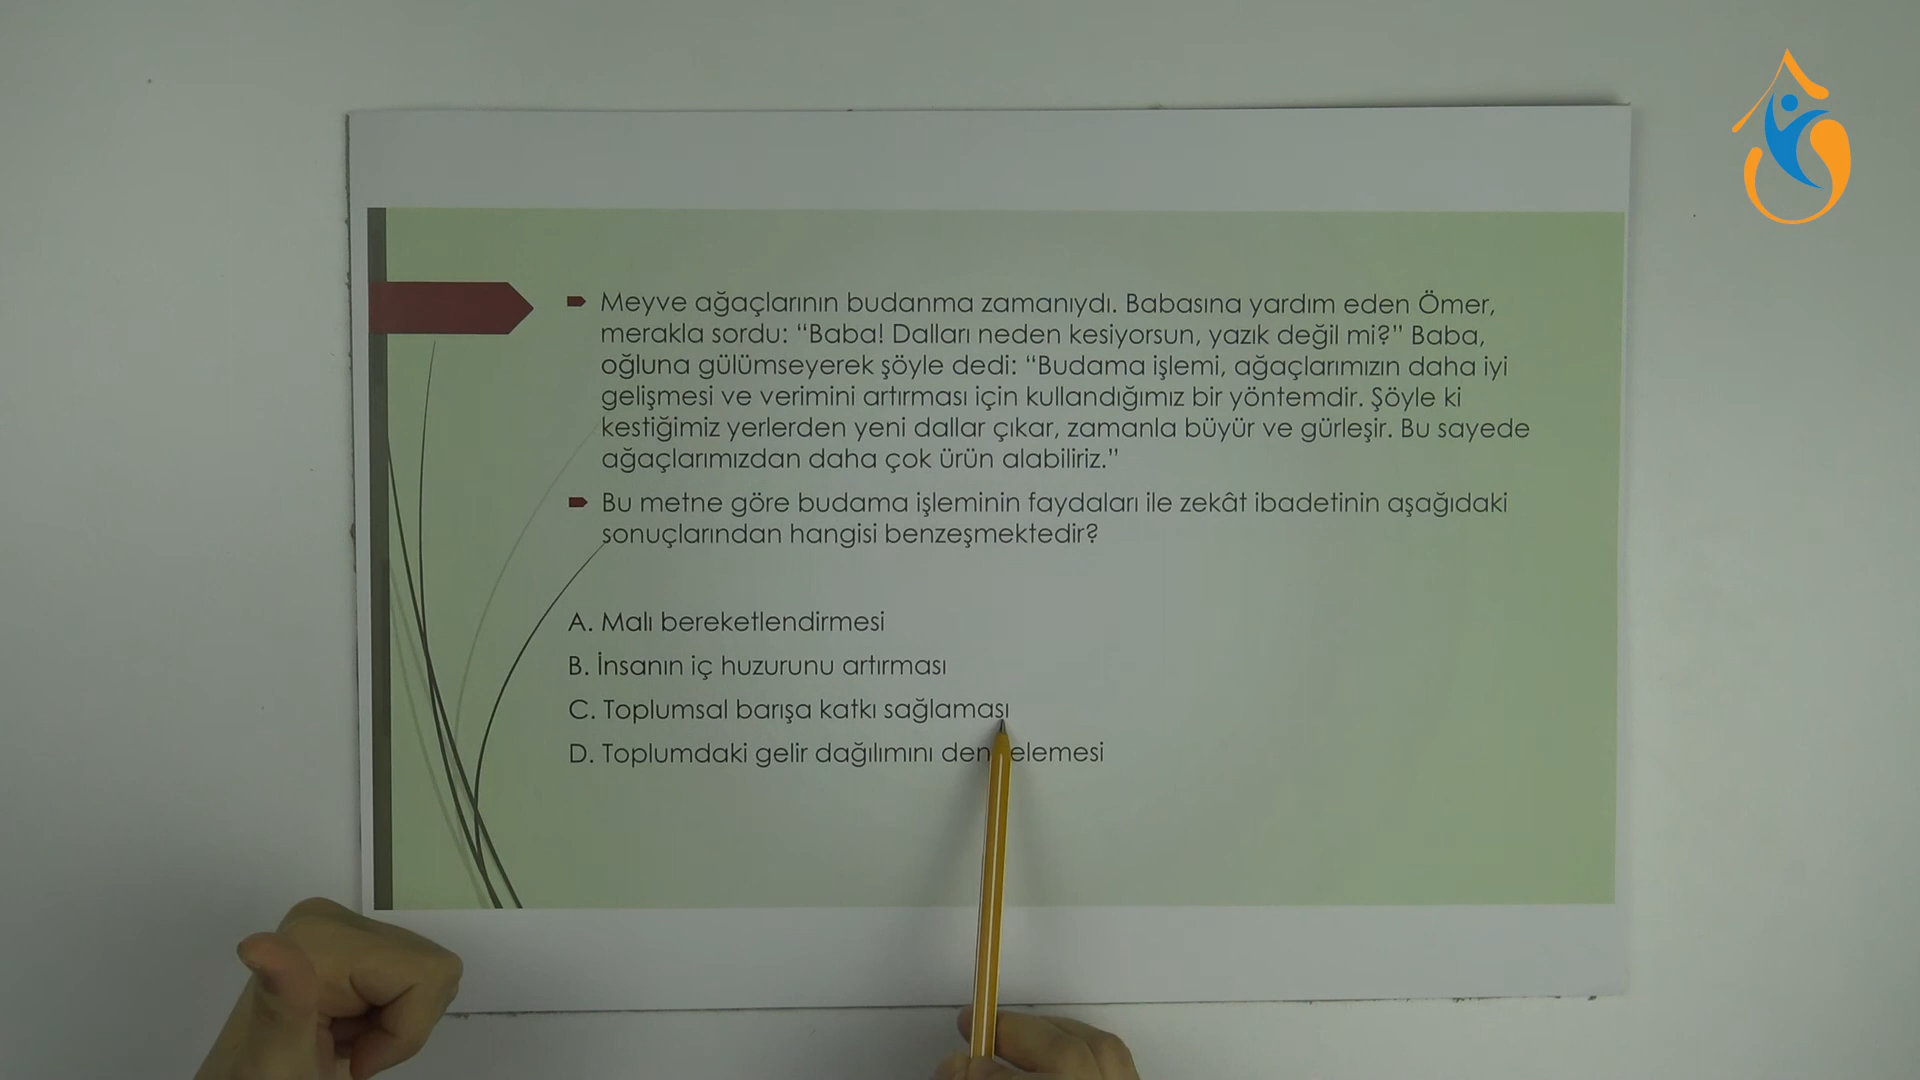 Meyve ağaçlarının budanma zamanıydı. Babasına yardım eden Ömer,
merakla sordu: “Baba! Dalları neden kesiyorsun, yazık değil mi?” Baba,
oğluna gülümseyerek şöyle dedi: “Budama işlemi, ağaçlarımızın daha iyi
gelişmesi ve verimini artırması için kullandığımız bir yöntemdir. Şöyle ki
kestiğimiz yerlerden yeni dallar çıkar, zamanla büyür ve gürleşir. Bu sayede
ağaçlarımızdan daha çok ürün alabiliriz.”
Bu metne göre budama işleminin faydaları ile zekât ibadetinin aşağıdaki
sonuçlarından hangisi benzeşmektedir?
A. Malı bereketlendirmesi
B. İnsanın iç huzurunu artırması
C. Toplumsal barışa katkı sağlaması
D. Toplumdaki gelir dağılımını dengelemesi